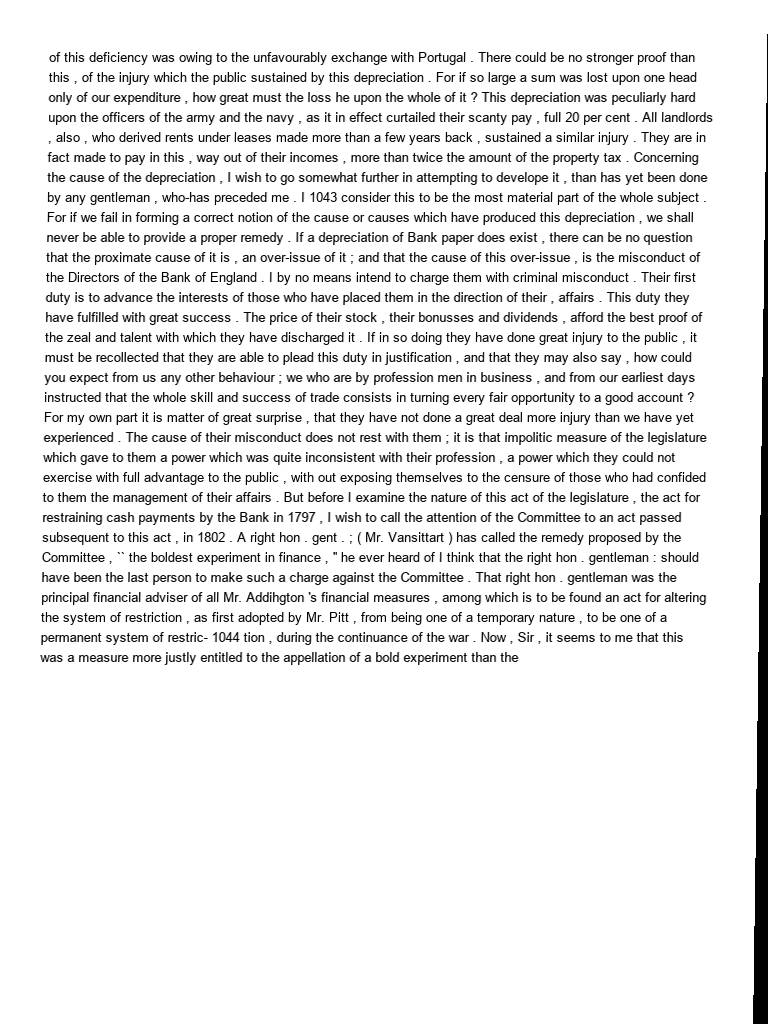 of this deficiency was owing to the unfavourably exchange with Portugal . There could be no stronger proof than
this , of the injury which the public sustained by this depreciation . For if so large a sum was lost upon one head
only of our expenditure , how great must the loss he upon the whole of it ? This depreciation was peculiarly hard
upon the officers of the army and the navy , as it in effect curtailed their scanty pay , full 20 per cent . All landlords
, also , who derived rents under leases made more than a few years back , sustained a similar injury . They are in
fact made to pay in this , way out of their incomes , more than twice the amount of the property tax . Concerning
the cause of the depreciation , I wish to go somewhat further in attempting to develope it , than has yet been done
by any gentleman , who-has preceded me . I 1043 consider this to be the most material part of the whole subject .
For if we fail in forming a correct notion of the cause or causes which have produced this depreciation , we shall
never be able to provide a proper remedy . If a depreciation of Bank paper does exist , there can be no question
that the proximate cause of it is , an over-issue of it ; and that the cause of this over-issue , is the misconduct of
the Directors of the Bank of England . I by no means intend to charge them with criminal misconduct . Their first
duty is to advance the interests of those who have placed them in the direction of their , affairs . This duty they
have fulfilled with great success . The price of their stock , their bonusses and dividends , afford the best proof of
the zeal and talent with which they have discharged it . If in so doing they have done great injury to the public , it
must be recollected that they are able to plead this duty in justification , and that they may also say , how could
you expect from us any other behaviour ; we who are by profession men in business , and from our earliest days
instructed that the whole skill and success of trade consists in turning every fair opportunity to a good account ?
For my own part it is matter of great surprise , that they have not done a great deal more injury than we have yet
experienced . The cause of their misconduct does not rest with them ; it is that impolitic measure of the legislature
which gave to them a power which was quite inconsistent with their profession , a power which they could not
exercise with full advantage to the public , with out exposing themselves to the censure of those who had confided
to them the management of their affairs . But before I examine the nature of this act of the legislature , the act for
restraining cash payments by the Bank in 1797 , I wish to call the attention of the Committee to an act passed
subsequent to this act , in 1802 . A right hon . gent . ; ( Mr. Vansittart ) has called the remedy proposed by the
Committee , `` the boldest experiment in finance , " he ever heard of I think that the right hon . gentleman : should
have been the last person to make such a charge against the Committee . That right hon . gentleman was the
principal financial adviser of all Mr. Addihgton 's financial measures , among which is to be found an act for altering
the system of restriction , as first adopted by Mr. Pitt , from being one of a temporary nature , to be one of a
permanent system of restric- 1044 tion , during the continuance of the war . Now , Sir , it seems to me that this
was a measure more justly entitled to the appellation of a bold experiment than the